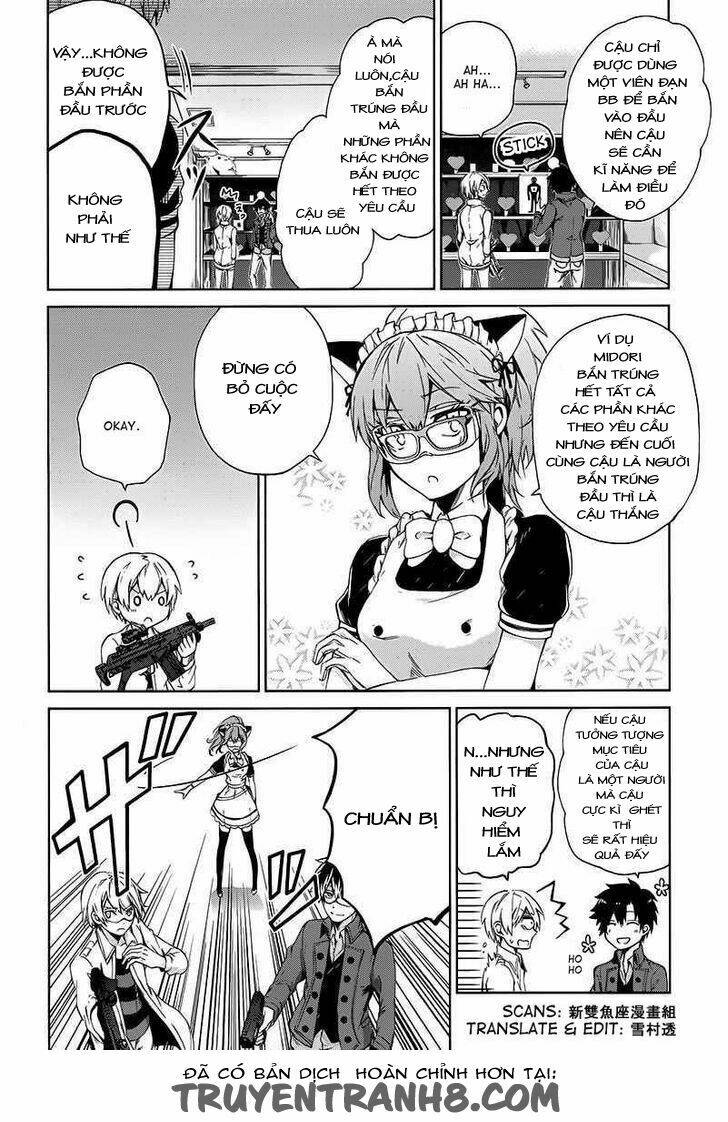 CẬU CHỈ
ĐƯỢC DÙNG
MỘT VIÊN ĐẠN
BB ĐỂ BẮN
VÀO ĐẦU
NÊN CẬU
SẼ CẦN
KĨ NĂNG ĐỂ
LÀM ĐIỀU
ĐÓ
AH...
AH HA...
STICK
À MÀ
NÓI
LUÔN,CẬU
BẮN
TRÚNG ĐẦU
MÀ
NHỮNG PHẦN
KHÁC KHÔNG
BẮN ĐƯỢC
HẾT THEO
YÊU CẦU
CẬU SẼ
THUA LUÔN
VẬY...KHÔNG
ĐƯỢC
BẮN PHẦN
ĐẦU TRƯỚC
KHÔNG
PHẢI
NHƯ THẾ
VÍ DỤ
MIDORI
BẮN TRÚNG
HẾT TẤT CẢ
CÁC PHẦN KHÁC
THEO YÊU CẦU
NHƯNG ĐẾN CUỐI
CÙNG CẬU LÀ NGƯỜI
BẮN TRÚNG
ĐẦU THÌ LÀ
CẬU THẮNG
ĐỪNG CÓ
BỎ CUỘC
ĐẤY
OKAY.
NẾU CẬU
TƯỞNG TƯỢNG
MỤC TIÊU
CỦA CẬU
LÀ MỘT NGƯỜI
MÀ CẬU
CỰC KÌ GHÉT
THÌ
SẼ RẤT HIỆU
QUẢ ĐẤY
N...NHƯNG
NHƯ THẾ
THÌ
NGUY
HIỂM
LẮM
HO
HO
CHUẨN BỊ
SCANS: 新雙魚座漫畫組
TRANSLATE & EDIT: 雪村透
ĐÃ CÓ BẢN DỊCH HOÀN CHỈNH HƠN TẠI:
TRUYENTRANH8.COM